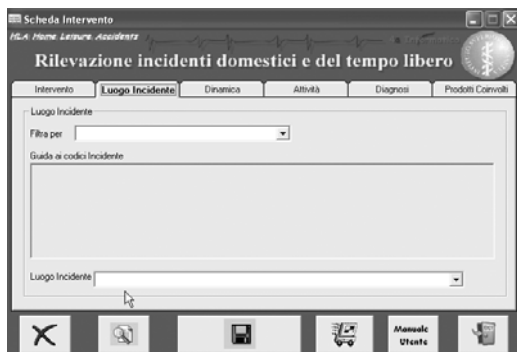 Scheda Intervento
HLA Home Leisure Accidents
Rilevazione incidenti domestici e del tempo libero
Intervento Luogo Incidente Dinamica Attività Diagnosi Prodotti Coinvolti
Luogo Incidente
Filtra per
Guida ai codici Incidente
Luogo Incidente
Manuale
Utente